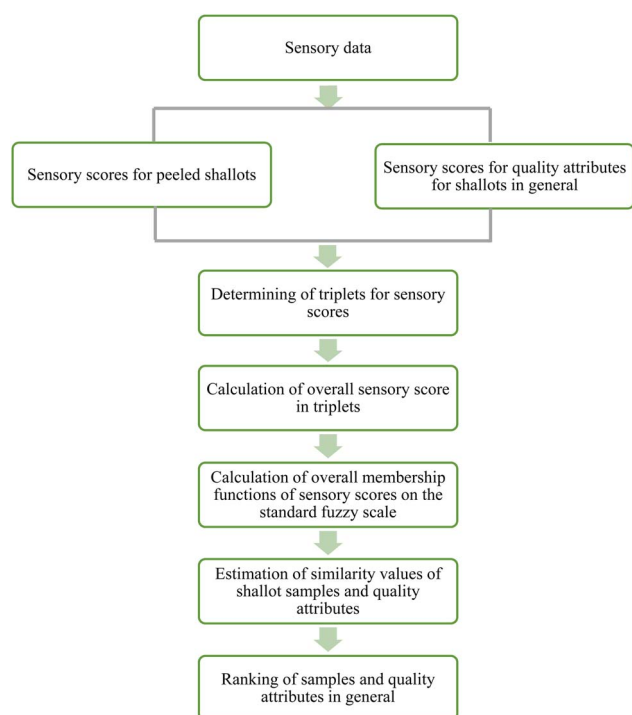 Sensory data
Sensory scores for peeled shallots
Sensory scores for quality attributes
for shallots in general
Determining of triplets for sensory
scores
Calculation of overall sensory score
in triplets
Calculation of overall membership
functions of sensory scores on the
standard fuzzy scale
Estimation of similarity values of
shallot samples and quality
attributes
Ranking of samples and quality
attributes in general